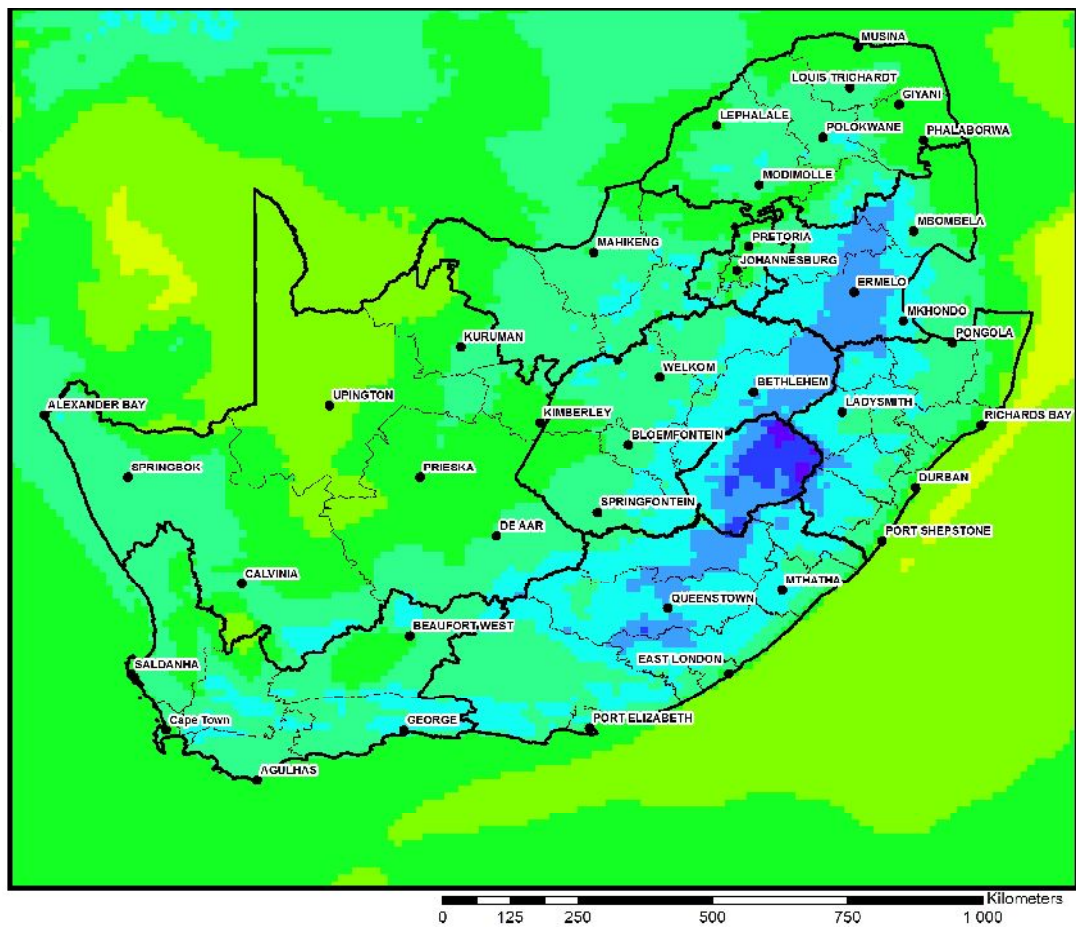 MUSINA
LOUIS TRICHARDT
GIYANI
LEPHALALE
POLOKWANE
PHALABORWA
MODIMOLLE
MBOMBELA
PRETORIA
MAHIKENG
JOHANNESBURG
ERMELO
MKHONDO
PONGOLA
KURUMAN
WELKOM
BETHLEHEM
ALEXANDER BAY
UPINGTON
LADYSMITH
KIMBERLEY
RICHARDS BAY
BLOEMFONTEIN
SPRINGBOK
PRIESKA
DURBAN
SPRINGFONTEIN
DE AAR
PORT SHEPSTONE
CALVINIA
MTHATHA
QUEENSTOWN
BEAUFORT WEST
SALDANHA
EAST LONDON
Cape Town
GEORGE
PORT ELIZABETH
AGULHAS
Kilometers
0 125 250 500 750 1 000